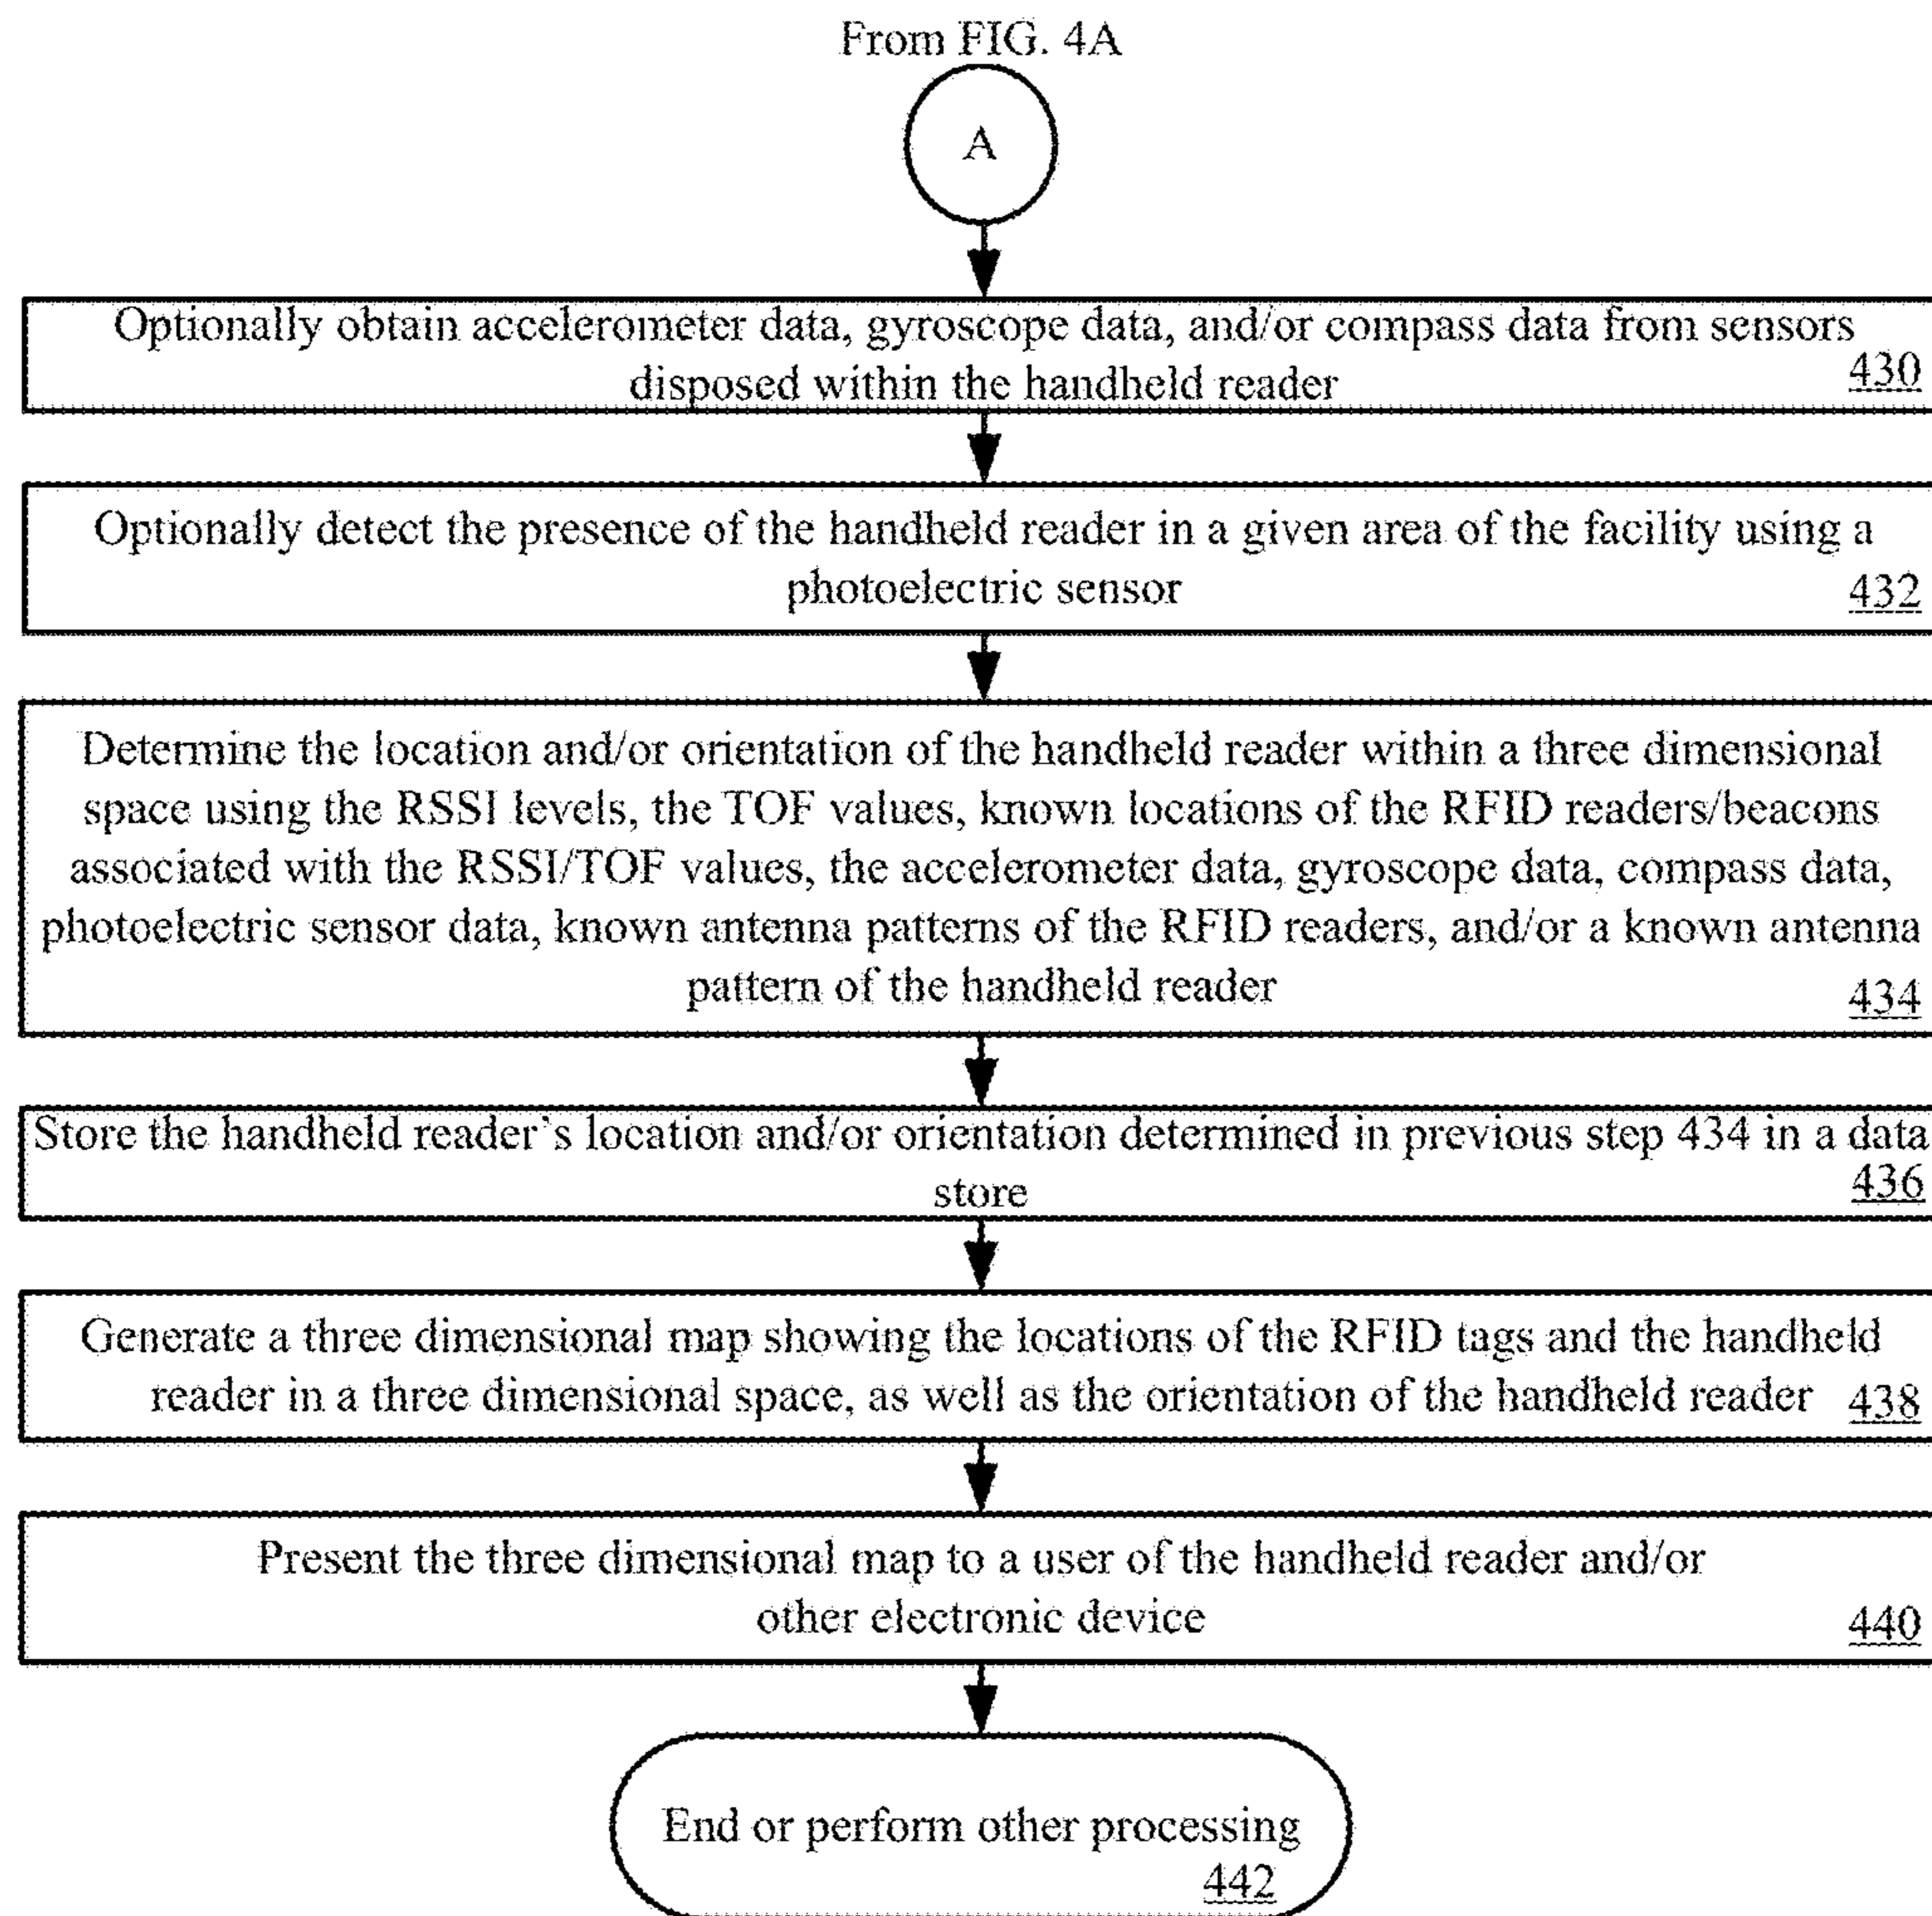 From FIG. 4A
A
Optionally obtain accelerometer data, gyroscope data, and/or compass data from sensors
disposed within the handheld reader
430
Optionally detect the presence of the handheld reader in a given area of the facility using a
photoelectric sensor
432
Determine the location and/or orientation of the handheld reader within a three dimensional
space using the RSSI levels, the TOF values, known locations of the RFID readers/beacons
associated with the RSSI/TOF values, the accelerometer data, gyroscope data, compass data,
photoelectric sensor data, known antenna patterns of the RFID readers, and/or a known antenna
pattern of the handheld reader
434
Store the handheld reader's location and/or orientation determined in previous step 434 in a data
store
436
Generate a three dimensional map showing the locations of the RFID tags and the handheld
reader in a three dimensional space, as well as the orientation of the handheld reader
438
Present the three dimensional map to a user of the handheld reader and/or
other electronic device
440
End or perform other processing
442